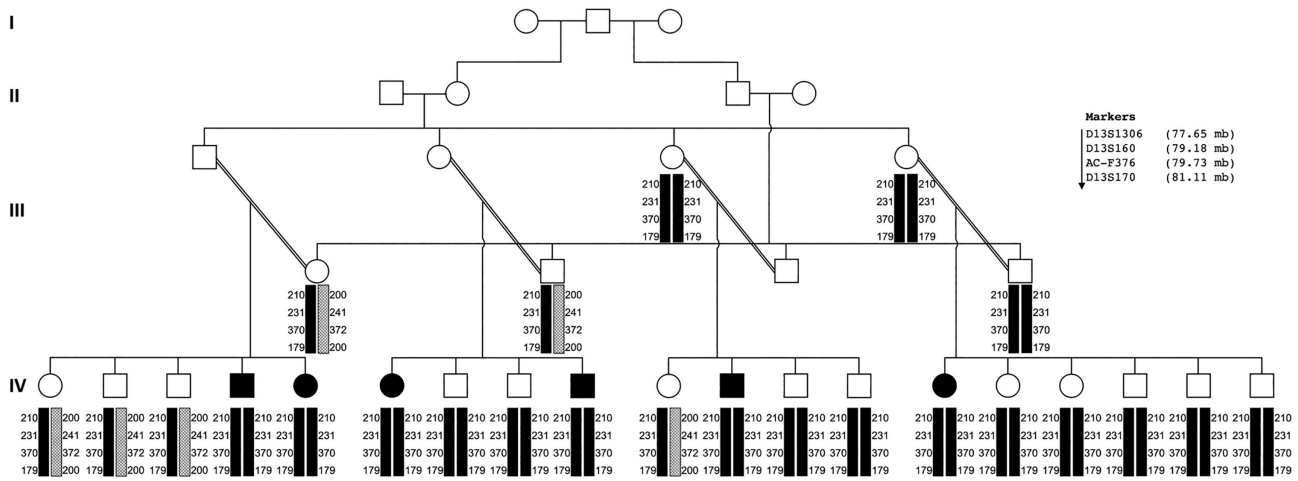 I
II
Markers
D13S1306 (77.65 mb)
D13S160 (79.18 mb)
AC-F376 (79.73 mb)
D13S170 (81.11 mb)
III
210 210 210 210
231 231 231 231
370 370 370 370
179 179 179 179
210 200 210 200 210 210
231 241 231 241 231 231
370 372 370 372 370 370
179 200 179 200 179 179
IV
210 200 210 200 210 200 210 210 210 210 210 210 210 210 210 210 210 210 210 200 210 210 210 210 210 210 210 210 210 210 210 210 210 210 210 210 210 210
231 241 231 241 231 241 231 231 231 231 231 231 231 231 231 231 231 231 231 241 231 231 231 231 231 231 231 231 231 231 231 231 231 231 231 231 231 231
370 372 370 372 370 372 370 370 370 370 370 370 370 370 370 370 370 370 370 372 370 370 370 370 370 370 370 370 370 370 370 370 370 370 370 370 370 370
179 200 179 200 179 200 179 179 179 179 179 179 179 179 179 179 179 179 179 200 179 179 179 179 179 179 179 179 179 179 179 179 179 179 179 179 179 179